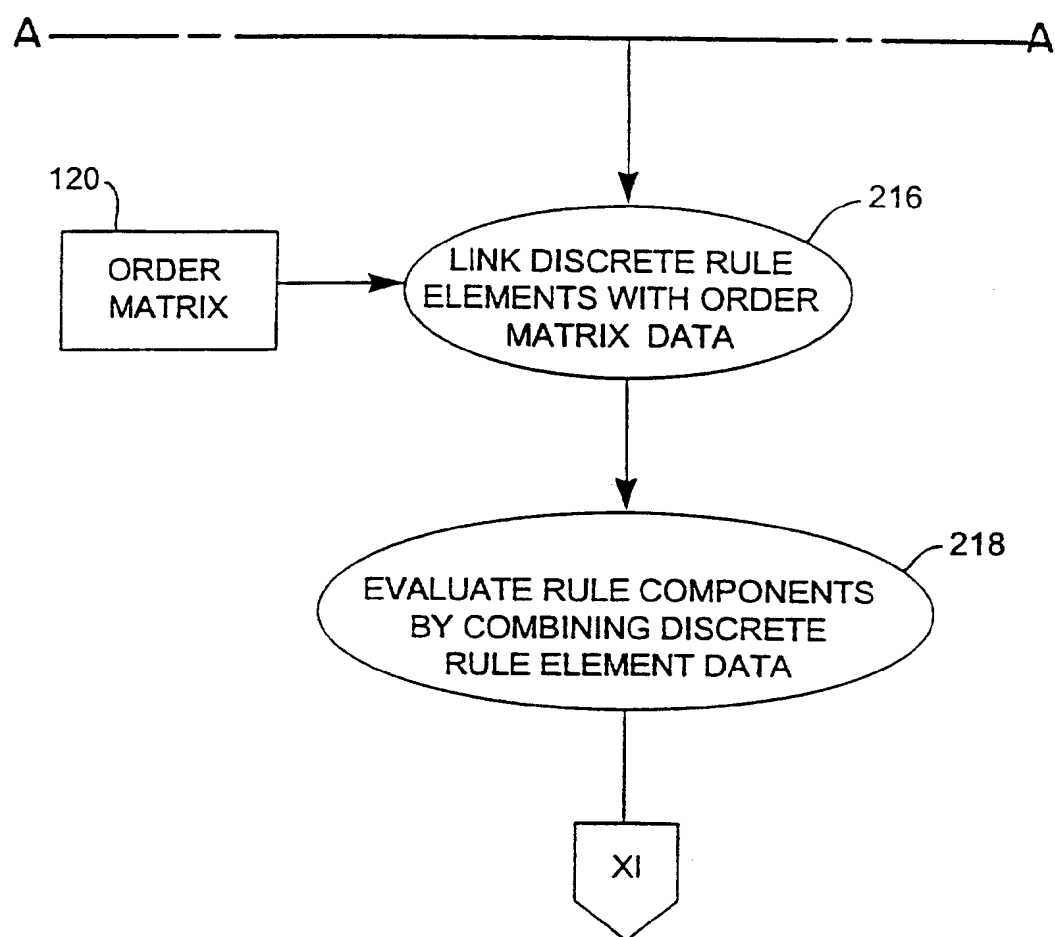 A A
120
216
ORDER
MATRIX
LINK DISCRETE RULE
ELEMENTS WITH ORDER
MATRIX DATA
218
EVALUATE RULE COMPONENTS
BY COMBINING DISCRETE
RULE ELEMENT DATA
XI